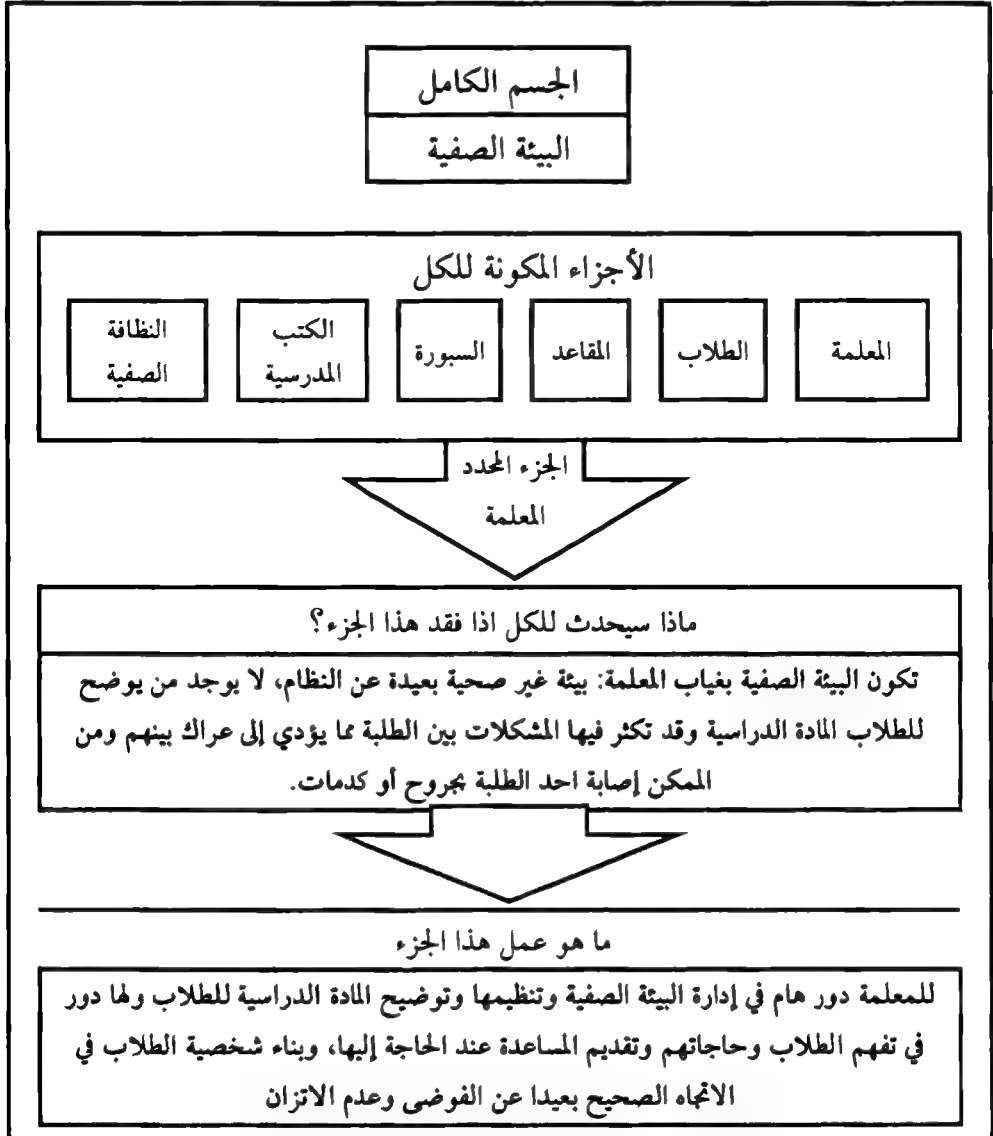 الجسم الكامل
البيئة الصفية
الأجزاء المكونة للكل
المعلمة
الطلاب
المقاعد
السبورة
الكتب
المدرسية
النظافة
الصفية
الجزء المحدد
المعلمة
ماذا سيحدث للكل اذا فقد هذا الجزء؟
تكون البيئة الصفية بغياب المعلمة: بيئة غير صحية بعيدة عن النظام، لا يوجد من يوضح
للطلاب المادة الدراسية وقد تكثر فيها المشكلات بين الطلبة مما يؤدي إلى عراك بينهم ومن
الممكن إصابة احد الطلبة بجروح أو كدمات.
ما هو عمل هذا الجزء
للمعلمة دور هام في إدارة البيئة الصفية وتنظيمها وتوضيح المادة الدراسية للطلاب ولها دور
في تفهم الطلاب وحاجاتهم وتقديم المساعدة عند الحاجة إليها، وبناء شخصية الطلاب في
الاتجاه الصحيح بعيدا عن الفوضى وعدم الاتزان